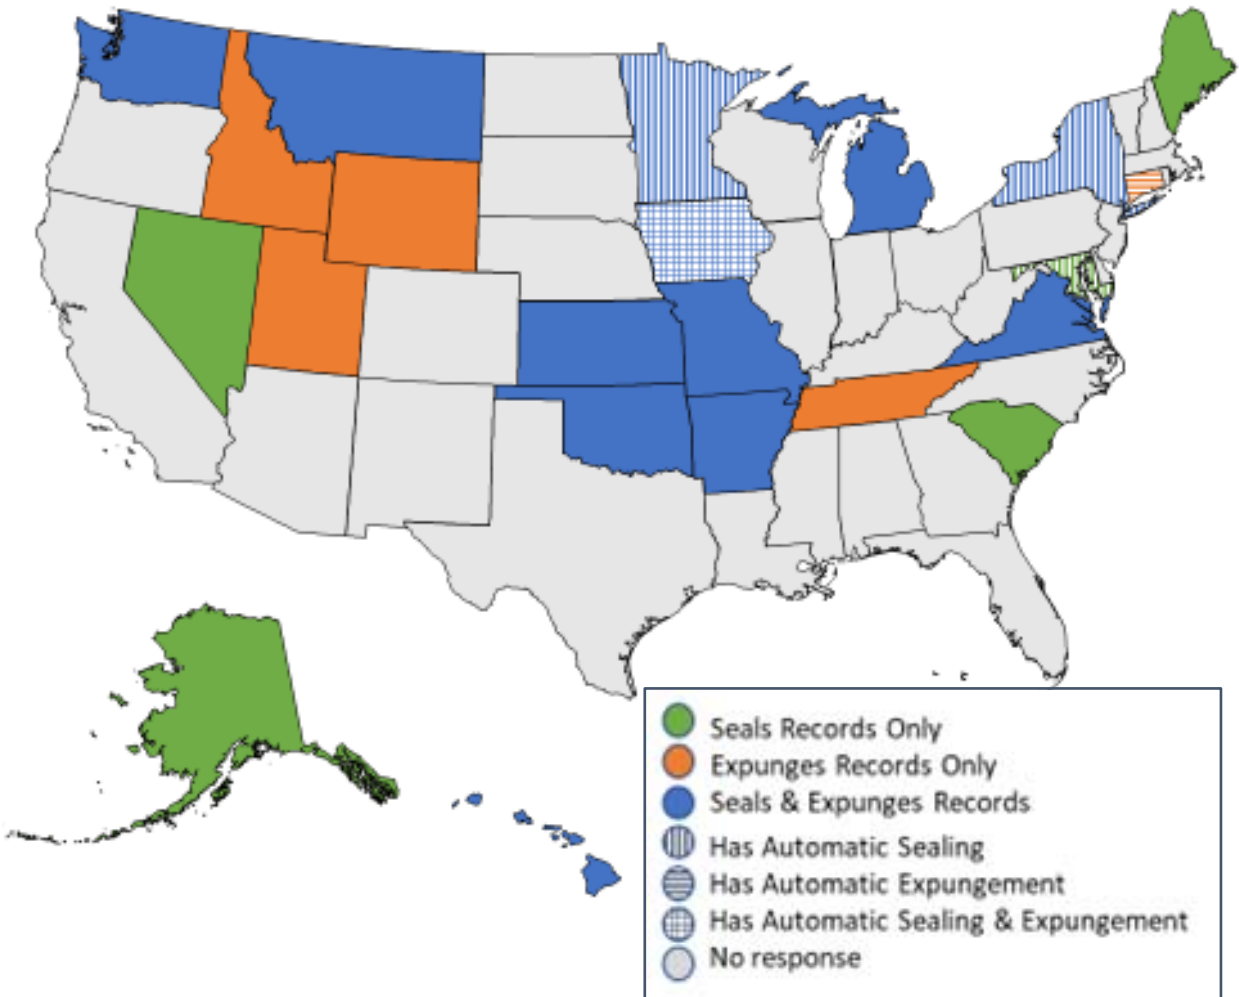 Seals Records Only
Expunges Records Only
Seals & Expunges Records
Has Automatic Sealing
Has Automatic Expungement
Has Automatic Sealing & Expungement
No response